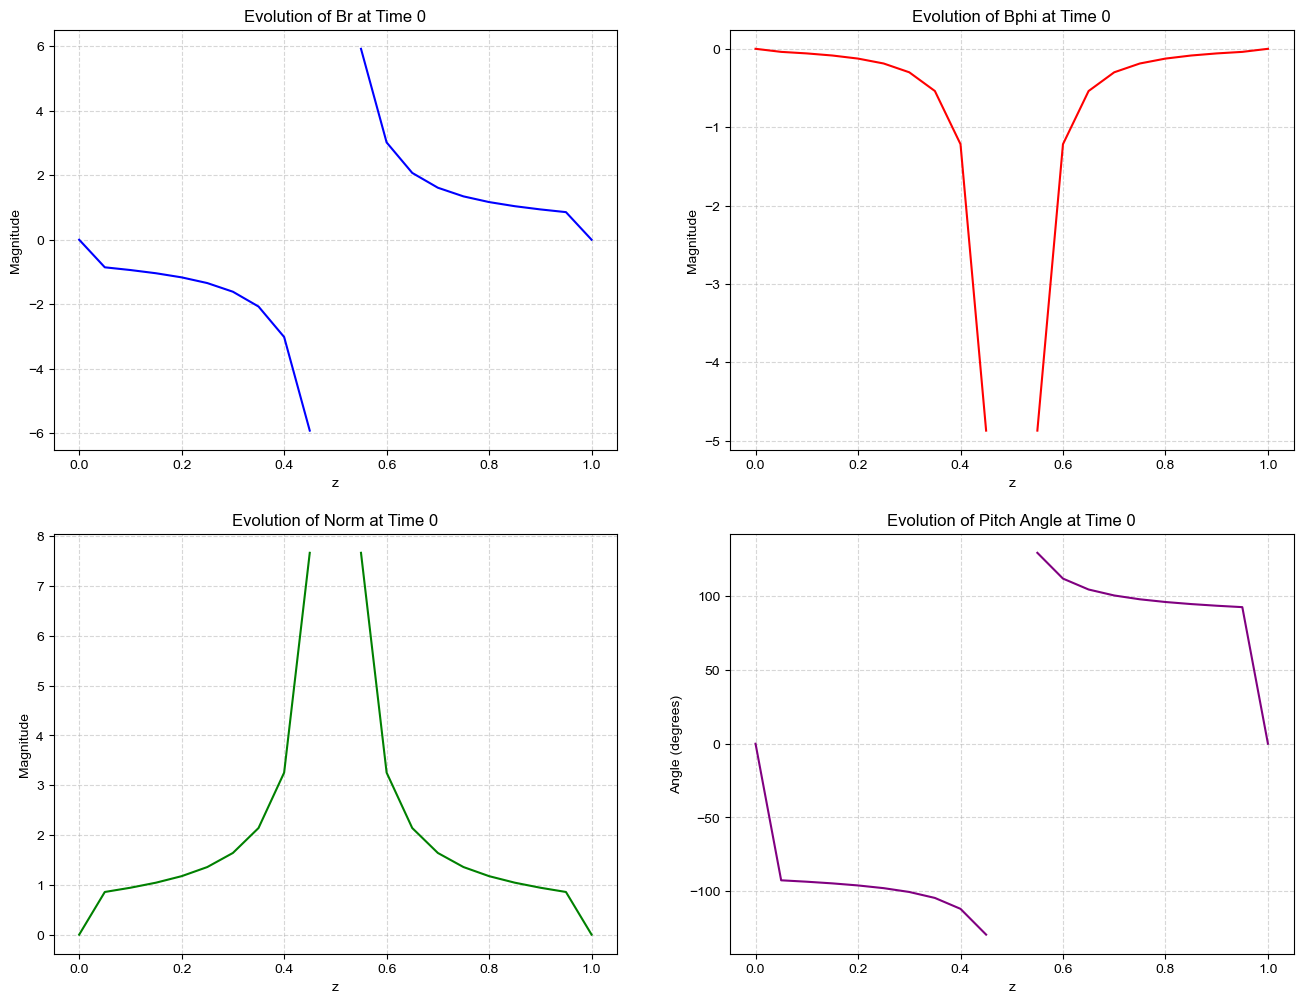 Evolution of Br at Time 0
6
4
2
0
−2
−4
−6
Magnitude
0.0 0.2 0.4 0.6 0.8 1.0
z
Evolution of Bphi at Time 0
0
−1
−2
−3
−4
−5
Magnitude
0.0 0.2 0.4 0.6 0.8 1.0
z
Evolution of Norm at Time 0
8
7
6
5
4
3
2
1
0
Magnitude
0.0 0.2 0.4 0.6 0.8 1.0
z
Evolution of Pitch Angle at Time 0
100
50
0
−50
−100
Angle (degrees)
0.0 0.2 0.4 0.6 0.8 1.0
z